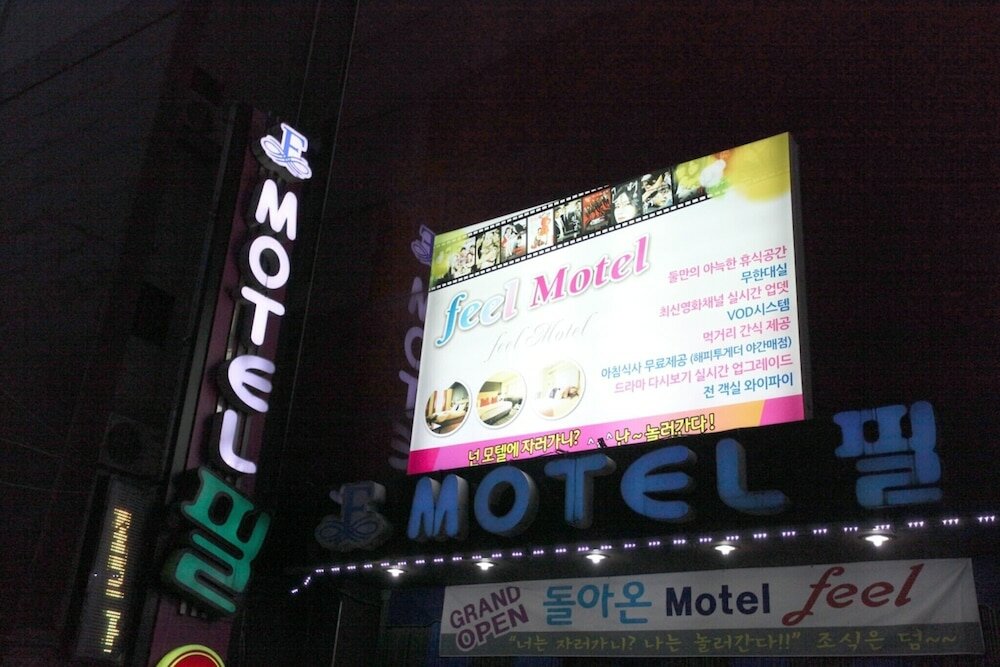 F
MOTEL
필
feel Motel
feel Motel
둘만의 아늑한 휴식공간
무한대실
최신영화채널 실시간 업뎃
VOD시스템
먹거리 간식 제공
아침식사 무료제공 (해피투게더 야간매점)
드라마 다시보기 실시간 업그레이드
전 객실 와이파이
넌 모텔에 자러가니? ^.^ 난~ 놀러간다!
F MOTEL 필
GRAND OPEN 돌아온 Motel feel
“너는 자러가니? 나는 놀러간다!!” 조식은 덤~~